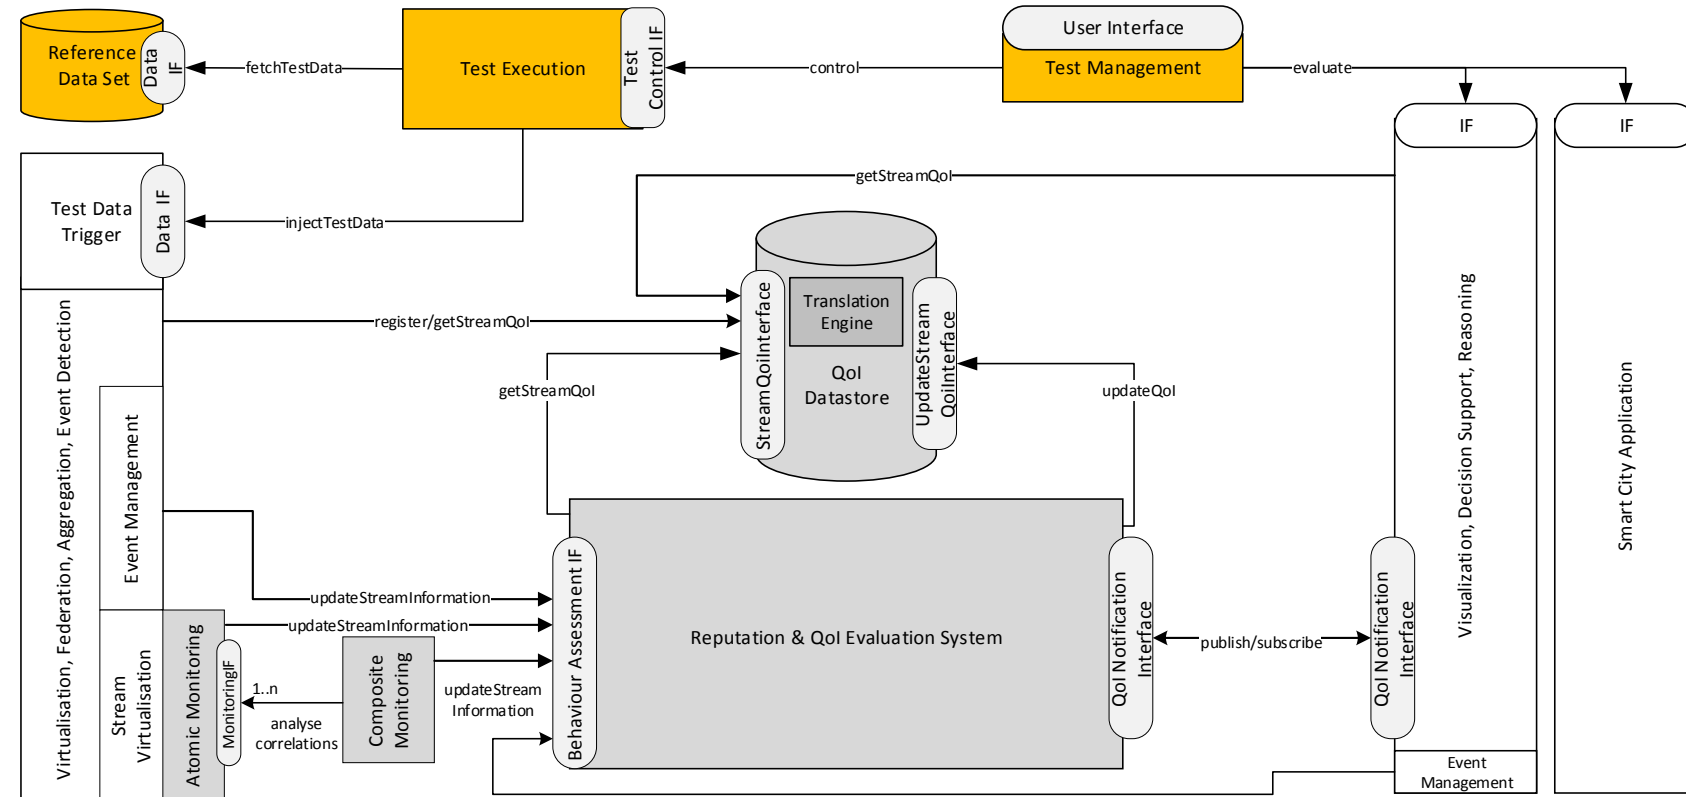 Reference
Data Set
Data
IF
fetchTestData
Test Execution
Test
Control IF
control
User Interface
Test Management
evaluate
IF
IF
Test Data
Trigger
Data IF
injectTestData
getStreamQoI
Virtualisation, Federation, Aggregation, Event Detection
register/getStreamQoI
getStreamQoI
Stream QoiInterface
Translation
Engine
QoI
Datastore
UpdateStream
QoiInterface
updateQoI
Event Management
updateStreamInformation
updateStreamInformation
Stream
Virtualisation
Atomic Monitoring
MonitoringIF
1..n
analyse
correlations
Composite
Monitoring
updateStream
Information
Behaviour Assessment IF
Reputation & QoI Evaluation System
QoI Notification
Interface
publish/subscribe
QoI Notification
Interface
Visualization, Decision Support, Reasoning
Event
Management
Smart City Application